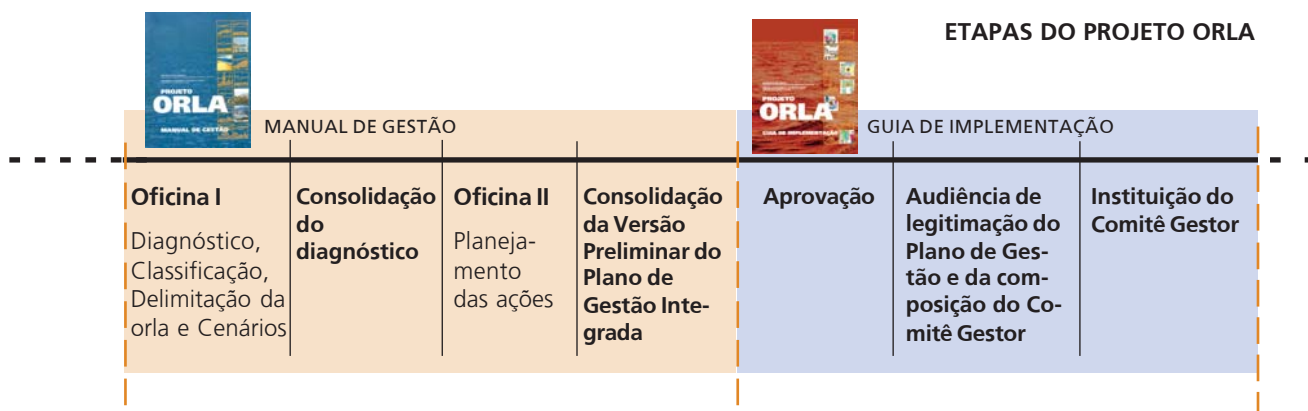 ETAPAS DO PROJETO ORLA
PROJETO
ORLA
MANUAL DE GESTÃO
MANUAL DE GESTÃO
PROJETO
ORLA
GUIA DE IMPLEMENTAÇÃO
GUIA DE IMPLEMENTAÇÃO
Oficina I
Diagnóstico,
Classificação,
Delimitação da
orla e Cenários
Consolidação
do
diagnóstico
Oficina II
Planeja-
mento
das ações
Consolidação
da Versão
Preliminar do
Plano de
Gestão Inte-
grada
Aprovação
Audiência de
legitimação do
Plano de Ges-
tão e da com-
posição do Co-
mitê Gestor
Instituição do
Comitê Gestor